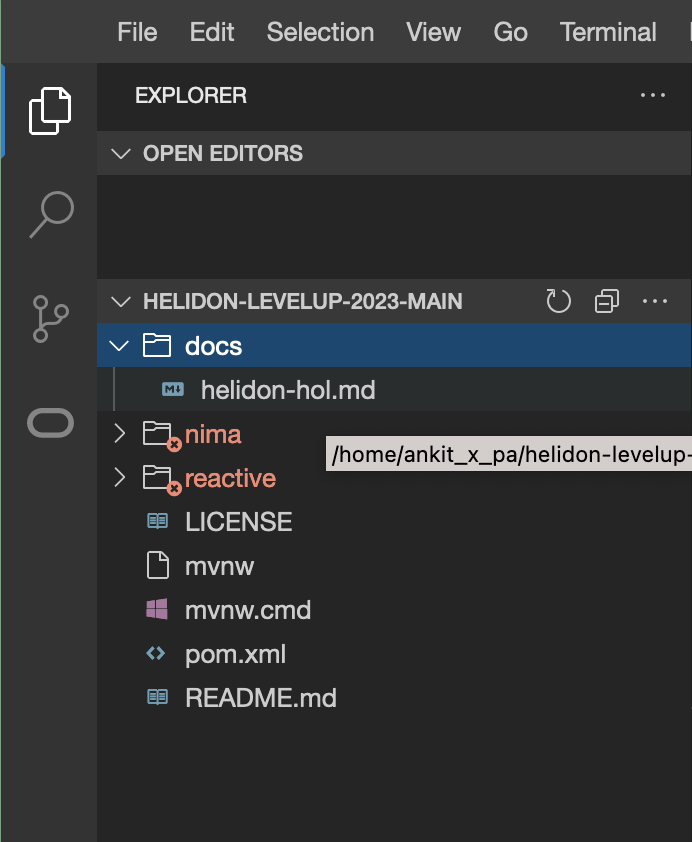 File Edit Selection View Go Terminal
EXPLORER
OPEN EDITORS
HELIDON-LEVELUP-2023-MAIN
docs
helidon-hol.md
nima
/home/ankit_x_pa/helidon-levelup-
reactive
LICENSE
mvnw
mvnw.cmd
pom.xml
README.md